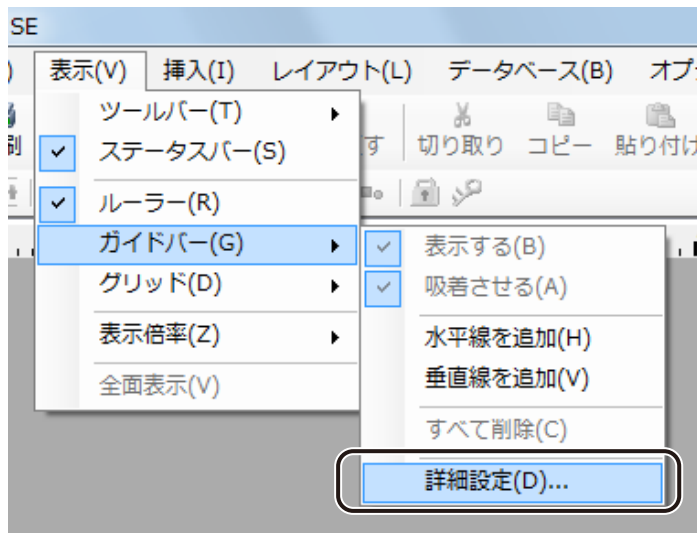 SE
) 表示(V) 挿入(I) レイアウト(L) データベース(B) オプ
刷 す 切り取り コピー 貼り付け
ツールバー(T)
ステータスバー(S)
ルーラー(R)
ガイドバー(G)
グリッド(D)
表示倍率(Z)
全面表示(V)
表示する(B)
吸着させる(A)
水平線を追加(H)
垂直線を追加(V)
すべて削除(C)
詳細設定(D)...